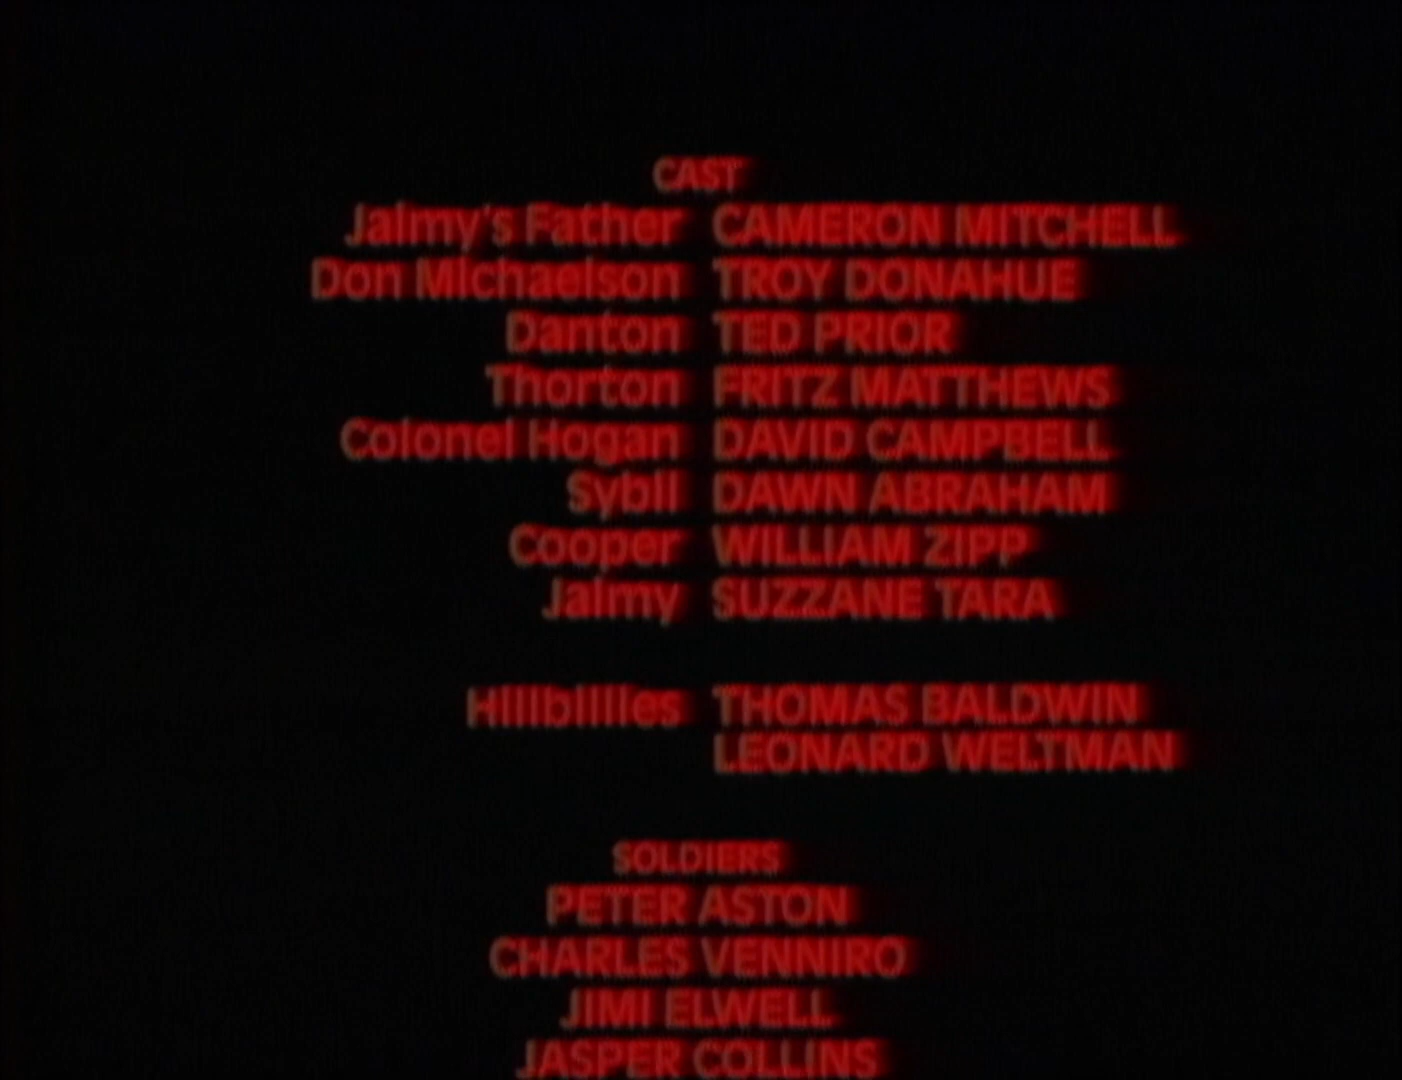 CAST
Jaimy's Father CAMERON MITCHELL
Don Michaelson TROY DONAHUE
Danton TED PRIOR
Thorton FRITZ MATTHEWS
Colonel Hogan DAVID CAMPBELL
Sybil DAWN ABRAHAM
Cooper WILLIAM ZIPP
Jaimy SUZZANE TARA
Hillbillies THOMAS BALDWIN
LEONARD WELTMAN
SOLDIERS
PETER ASTON
CHARLES VENNIRO
JIMI ELWELL
JASPER COLLINS